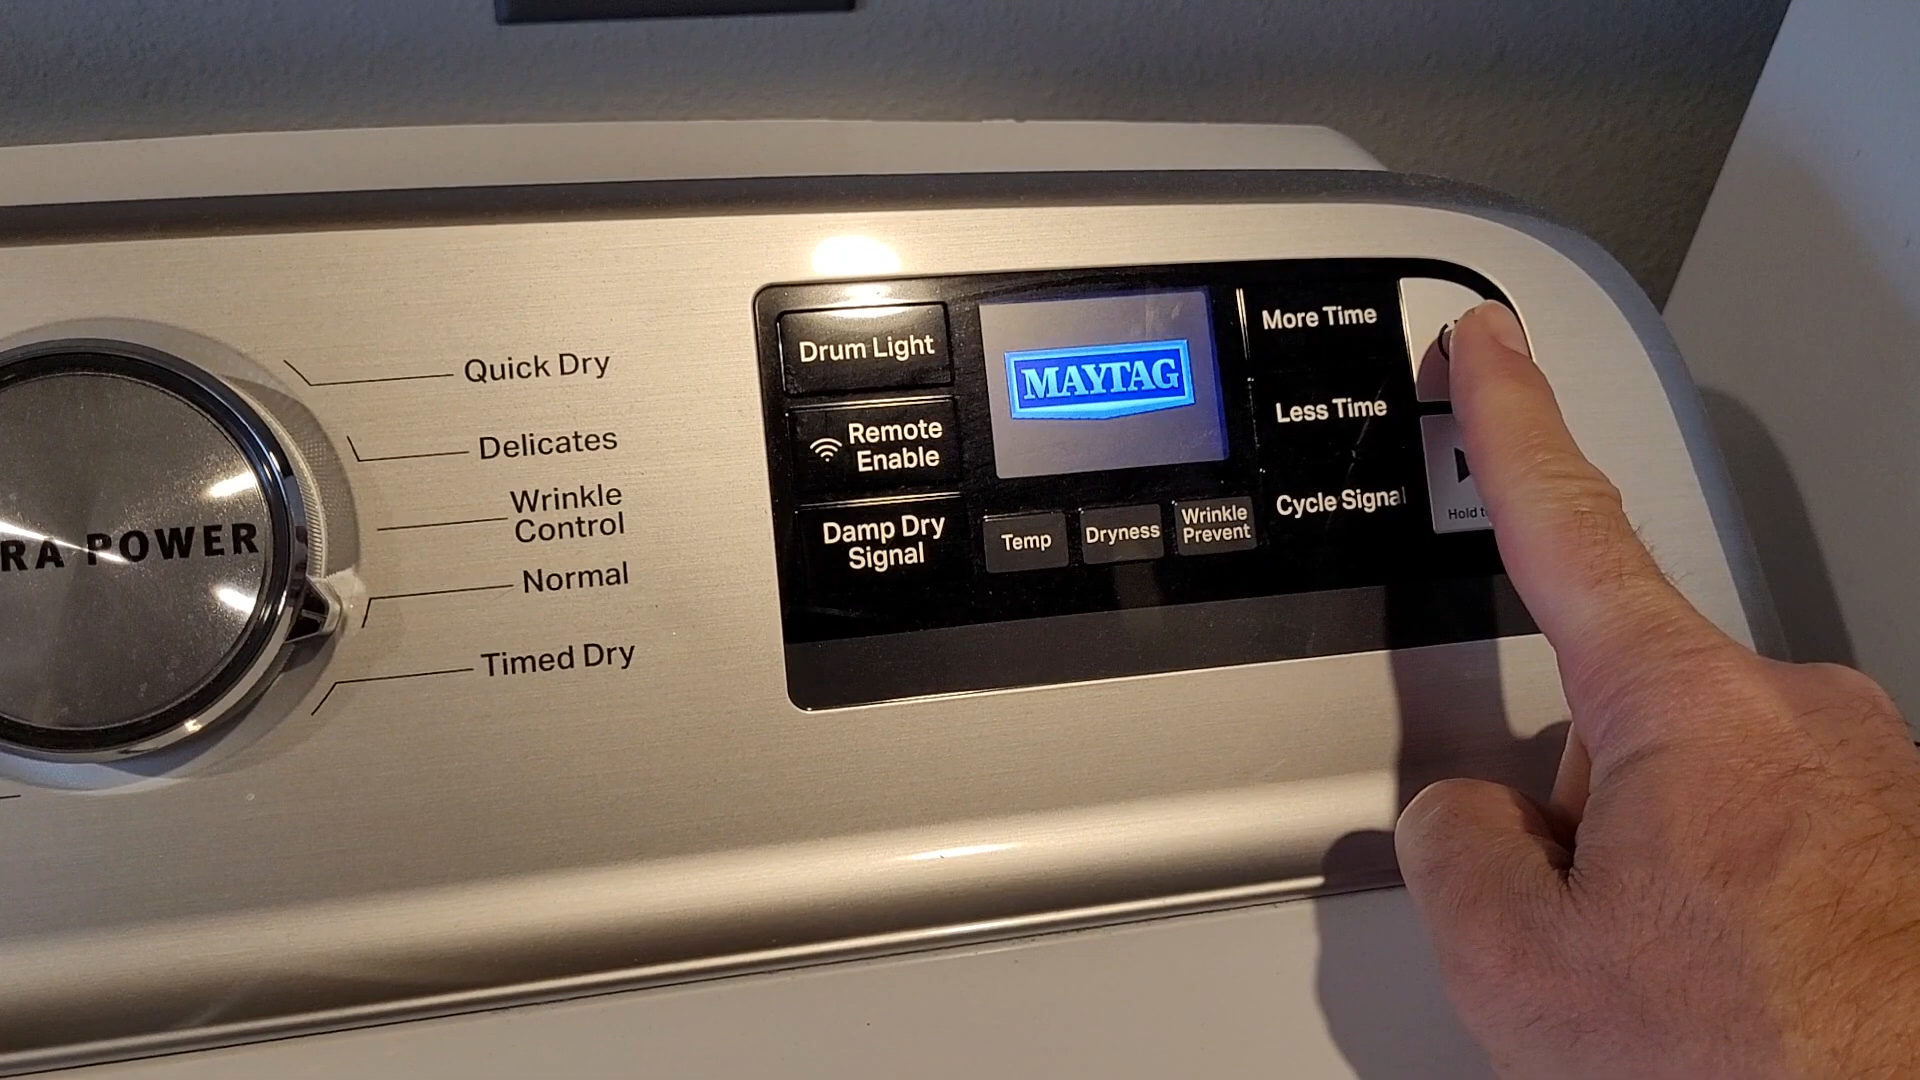 Quick Dry
Delicates
Wrinkle
Control
Normal
Timed Dry
RA POWER
Drum Light
Remote
Enable
Damp Dry
Signal
MAYTAG
Temp
Dryness
Wrinkle
Prevent
More Time
Less Time
Cycle Signal
Hold